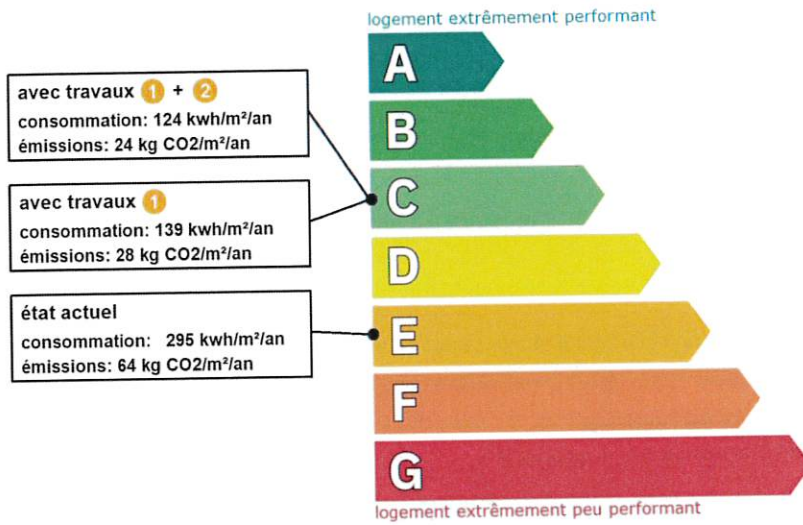 logement extrêmement performant
avec travaux 1 + 2
consommation: 124 kwh/m²/an
émissions: 24 kg CO2/m²/an
avec travaux 1
consommation: 139 kwh/m²/an
émissions: 28 kg CO2/m²/an
état actuel
consommation: 295 kwh/m²/an
émissions: 64 kg CO2/m²/an
A
B
C
D
E
F
G
logement extrêmement peu performant